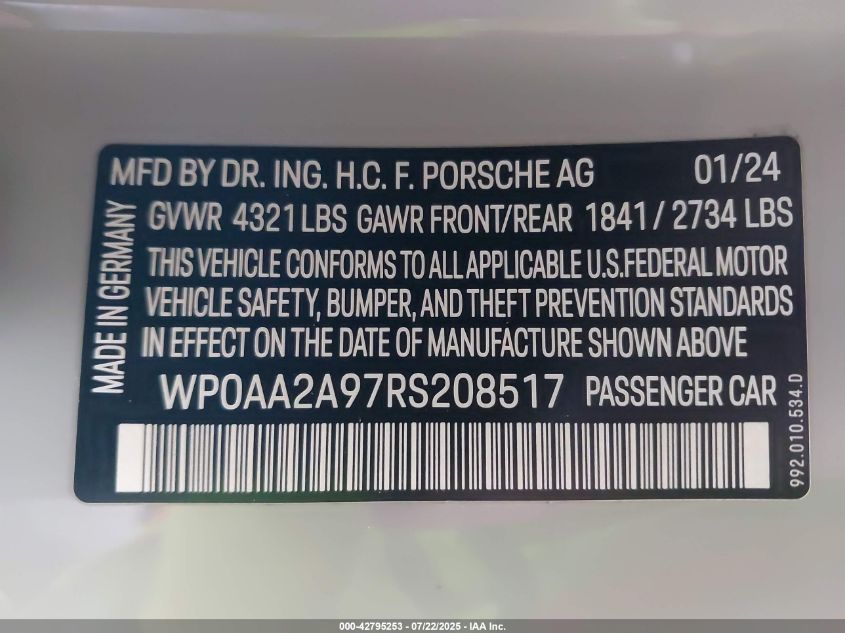 MFD BY DR. ING. H.C. F. PORSCHE AG 01/24
GVWR 4321 LBS GAWR FRONT/REAR 1841 / 2734 LBS
THIS VEHICLE CONFORMS TO ALL APPLICABLE U.S.FEDERAL MOTOR
VEHICLE SAFETY, BUMPER, AND THEFT PREVENTION STANDARDS
IN EFFECT ON THE DATE OF MANUFACTURE SHOWN ABOVE
WP0AA2A97RS208517 PASSENGER CAR
MADE IN GERMANY
992.010.534.D
000-42795253 - 07/22/2025 - IAA Inc.